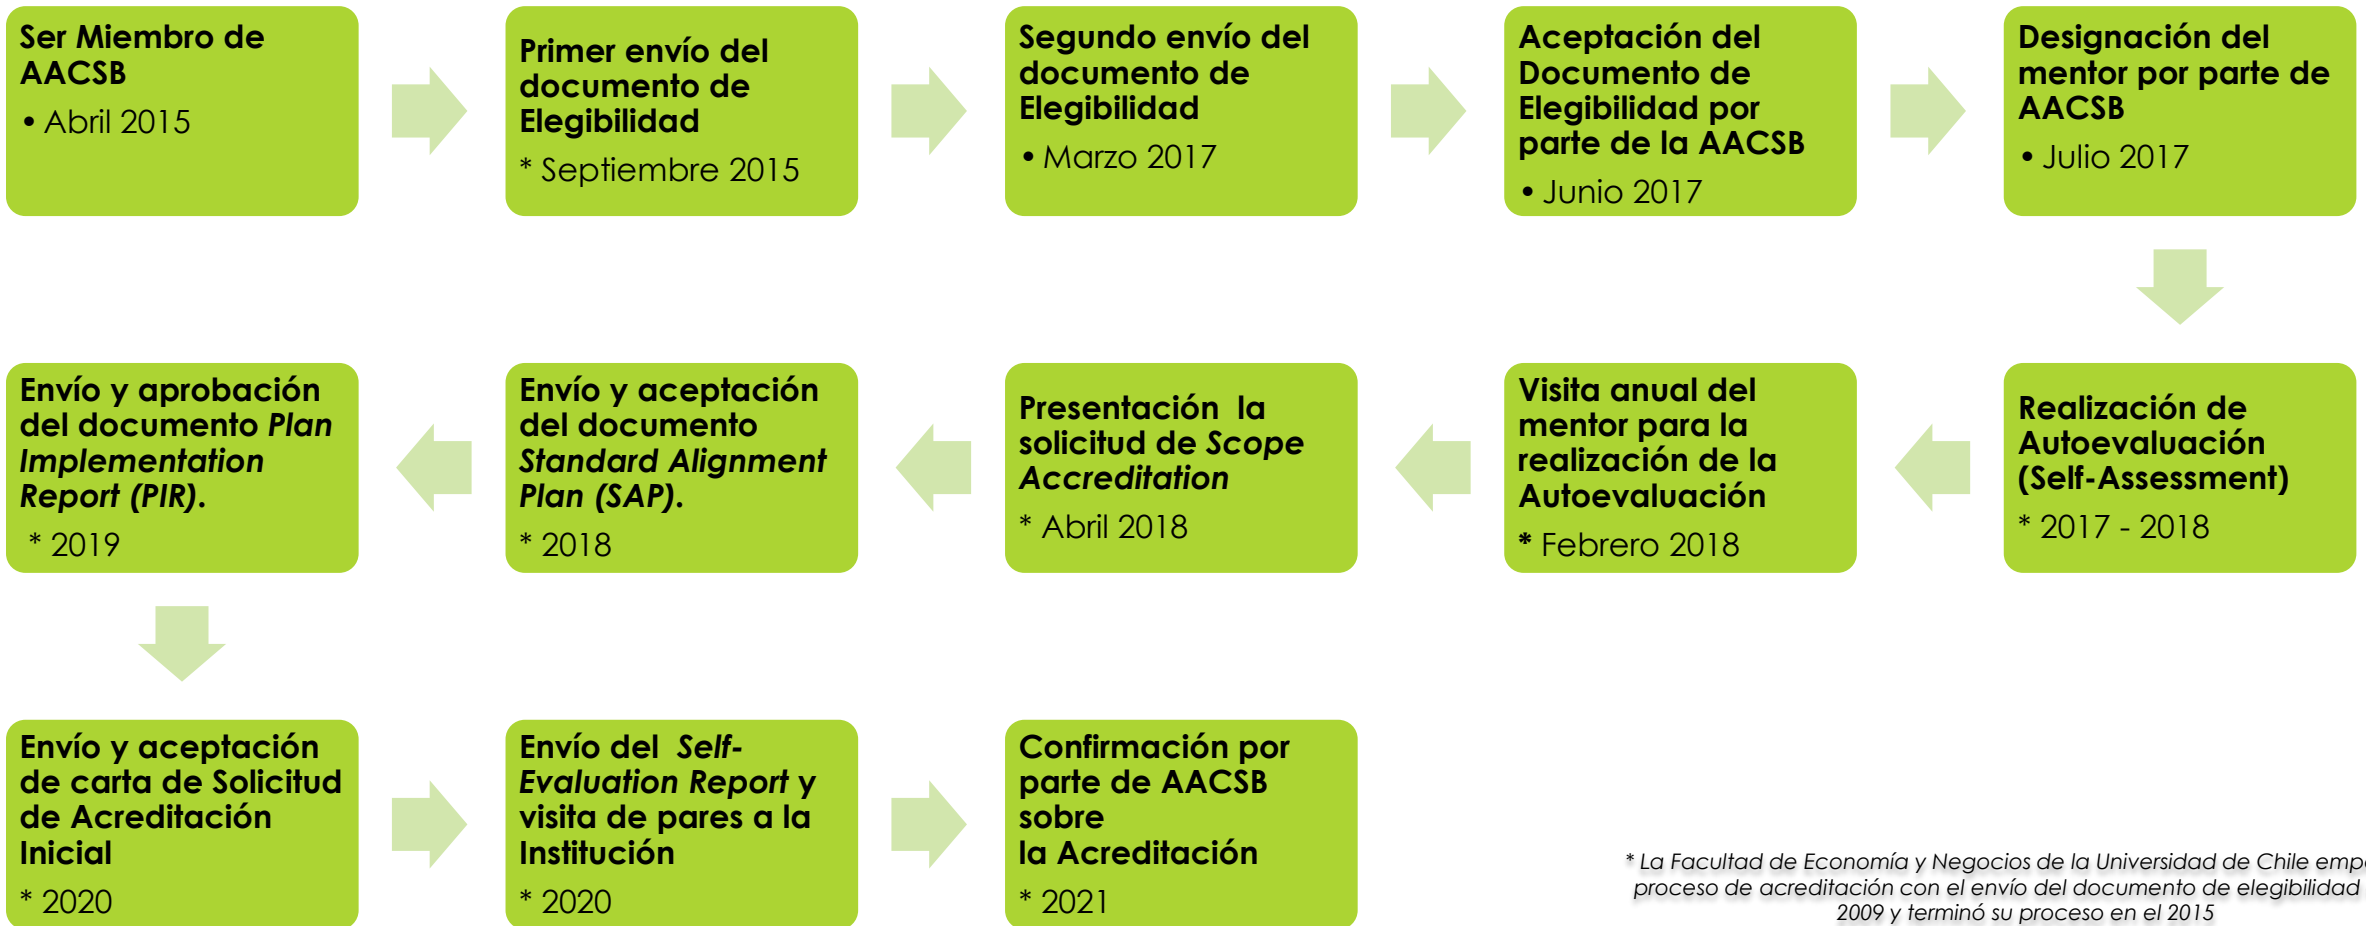 Ser Miembro de
AACSB
• Abril 2015
Primer envío del
documento de
Elegibilidad
* Septiembre 2015
Segundo envío del
documento de
Elegibilidad
• Marzo 2017
Aceptación del
Documento de
Elegibilidad por
parte de la AACSB
• Junio 2017
Designación del
mentor por parte de
AACSB
• Julio 2017
Realización de
Autoevaluación
(Self-Assessment)
* 2017 - 2018
Visita anual del
mentor para la
realización de la
Autoevaluación
* Febrero 2018
Presentación la
solicitud de Scope
Accreditation
* Abril 2018
Envío y aceptación
del documento
Standard Alignment
Plan (SAP).
* 2018
Envío y aprobación
del documento Plan
Implementation
Report (PIR).
* 2019
Envío y aceptación
de carta de Solicitud
de Acreditación
Inicial
* 2020
Envío del Self-
Evaluation Report y
visita de pares a la
Institución
* 2020
Confirmación por
parte de AACSB
sobre
la Acreditación
* 2021
* La Facultad de Economía y Negocios de la Universidad de Chile
proceso de acreditación con el envío del documento de elegibilidad
2009 y terminó su proceso en el 2015